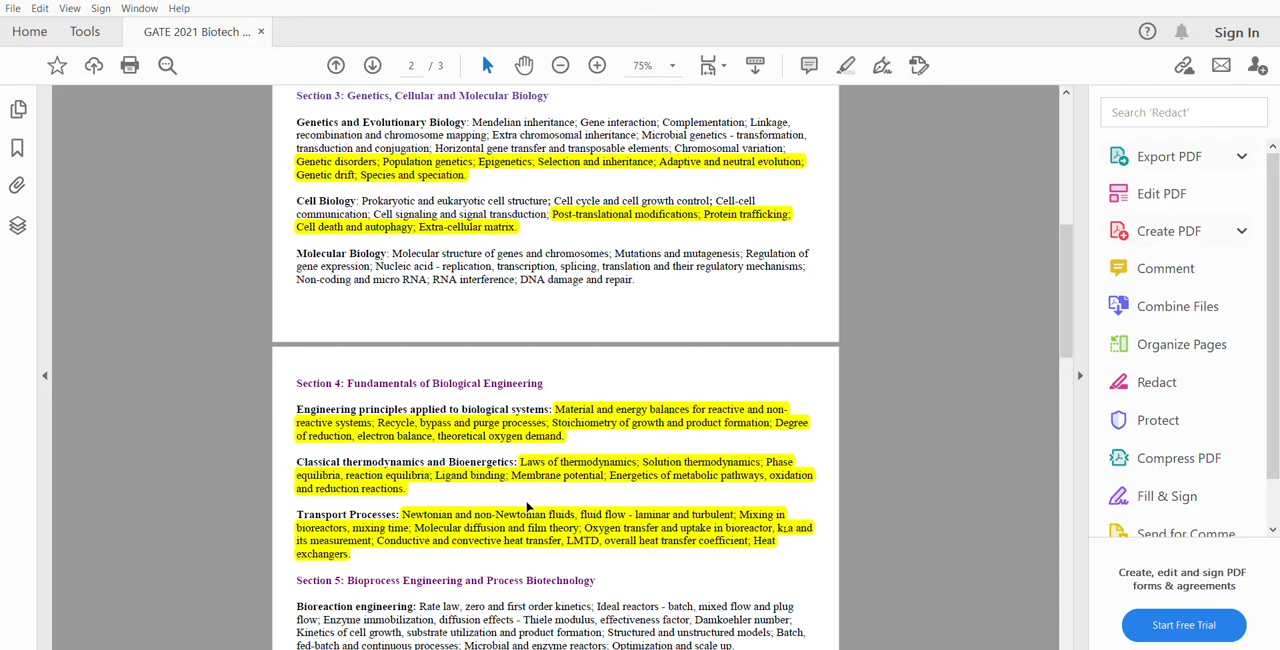 File Edit View Sign Window Help
Home Tools GATE 2021 Biotech ... × Sign In
2 / 3 75%
Section 3: Genetics, Cellular and Molecular Biology
Genetics and Evolutionary Biology: Mendelian inheritance; Gene interaction; Complementation; Linkage,
recombination and chromosome mapping; Extra chromosomal inheritance; Microbial genetics - transformation,
transduction and conjugation; Horizontal gene transfer and transposable elements; Chromosomal variation;
Genetic disorders; Population genetics; Epigenetics; Selection and inheritance; Adaptive and neutral evolution;
Genetic drift; Species and speciation.
Cell Biology: Prokaryotic and eukaryotic cell structure; Cell cycle and cell growth control; Cell-cell
communication; Cell signaling and signal transduction; Post-translational modifications; Protein trafficking;
Cell death and autophagy; Extra-cellular matrix.
Molecular Biology: Molecular structure of genes and chromosomes; Mutations and mutagenesis; Regulation of
gene expression; Nucleic acid - replication, transcription, splicing, translation and their regulatory mechanisms;
Non-coding and micro RNA; RNA interference; DNA damage and repair.
Section 4: Fundamentals of Biological Engineering
Engineering principles applied to biological systems: Material and energy balances for reactive and non-
reactive systems; Recycle, bypass and purge processes; Stoichiometry of growth and product formation; Degree
of reduction, electron balance, theoretical oxygen demand.
Classical thermodynamics and Bioenergetics: Laws of thermodynamics; Solution thermodynamics; Phase
equilibria, reaction equilibria; Ligand binding; Membrane potential; Energetics of metabolic pathways, oxidation
and reduction reactions.
Transport Processes: Newtonian and non-Newtonian fluids, fluid flow - laminar and turbulent; Mixing in
bioreactors, mixing time; Molecular diffusion and film theory; Oxygen transfer and uptake in bioreactor, kLa and
its measurement; Conductive and convective heat transfer, LMTD, overall heat transfer coefficient; Heat
exchangers.
Section 5: Bioprocess Engineering and Process Biotechnology
Bioreaction engineering: Rate law, zero and first order kinetics; Ideal reactors - batch, mixed flow and plug
flow; Enzyme immobilization, diffusion effects - Thiele modulus, effectiveness factor, Damkoehler number;
Kinetics of cell growth, substrate utilization and product formation; Structured and unstructured models; Batch,
fed-batch and continuous processes; Microbial and enzyme reactors; Optimization and scale up.
Search 'Redact'
Export PDF
Edit PDF
Create PDF
Comment
Combine Files
Organize Pages
Redact
Protect
Compress PDF
Fill & Sign
Send for Comme
Create, edit and sign PDF
forms & agreements
Start Free Trial